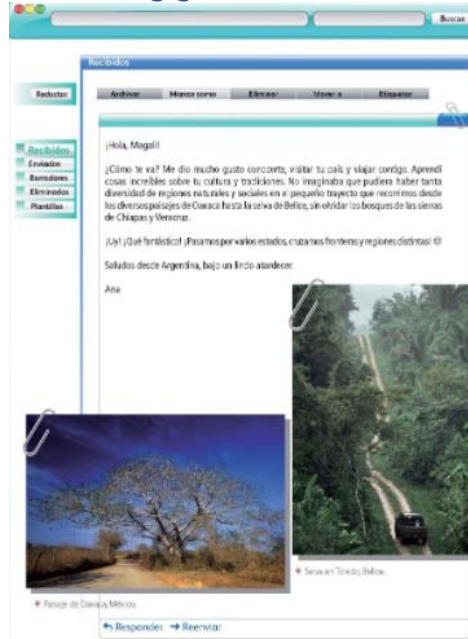 Buscar
Recibidos
Redactar
Archivar Marcar como Eliminar Mover a Etiquetar
Recibidos
Enviados
Borradores
Eliminados
Plantillas
¡Hola, Magali!
¿Cómo te va? Me dio mucho gusto conocerte, visitar tu país y viajar contigo. Aprendí
cosas increíbles sobre tu cultura y tradiciones. No imaginaba que pudiera haber tanta
diversidad de regiones naturales y sociales en el pequeño trayecto que recorrimos desde
los diversos paisajes de Oaxaca hasta la selva de Belice, sin olvidar los bosques de las sierras
de Chiapas y Veracruz.
¡Uy! ¡Qué fantástico! ¡Pasamos por varios estados, cruzamos fronteras y regiones distintas!
Saludos desde Argentina, bajo un lindo atardecer.
Ana
Selva en Toledo, Belice.
Paisaje de Oaxaca, México.
Responder Reenviar